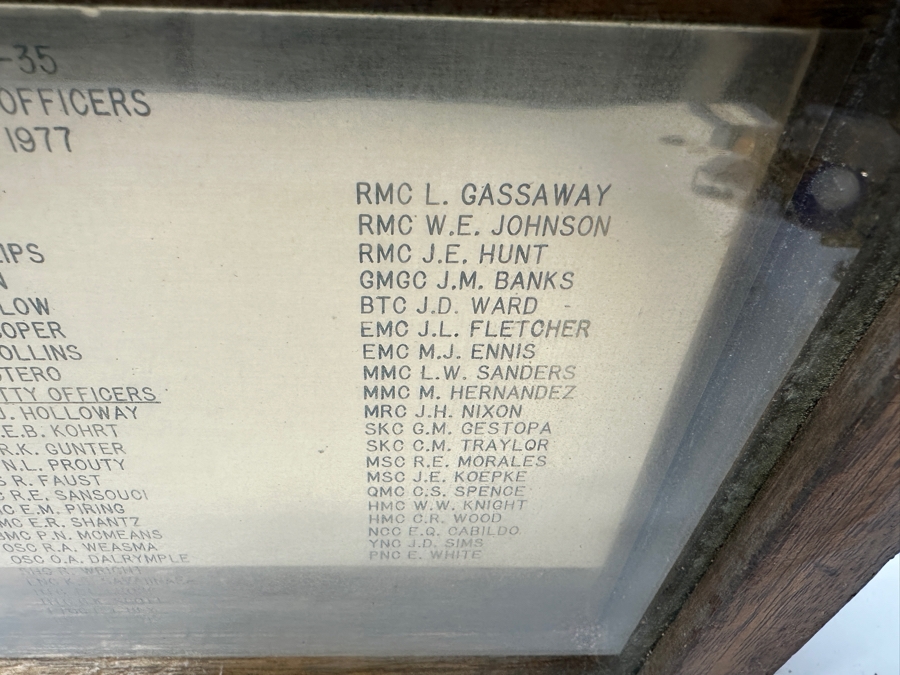 -35
OFFICERS
1977
IPS
N
LOW
OPER
OLLINS
STERO
TTY OFFICERS
J. HOLLOWAY
E.B. KOHRT
R.K. GUNTER
N.L. PROUTY
S R. FAUST
C R.E. SANSOUCI
C E.M. PIRING
MC E.R. SHANTZ
BMC P.N. MCMEANS
OSC R.A. WEASMA
OSC O.A. DALRYMPLE
WRIGHT
RMC L. GASSAWAY
RMC W.E. JOHNSON
RMC J.E. HUNT
GMGC J.M. BANKS
BTC J.D. WARD
EMC J.L. FLETCHER
EMC M.J. ENNIS
MMC L.W. SANDERS
MMC M. HERNANDEZ
MRC J.H. NIXON
SKC G.M. GESTOPA
SKC C.M. TRAYLOR
MSC R.E. MORALES
MSC J.E. KOEPKE
QMC C.S. SPENCE
HMC W.W. KNIGHT
HMC C.R. WOOD
NCC E.Q. CABILDO
YNC J.D. SIMS
PNC E. WHITE